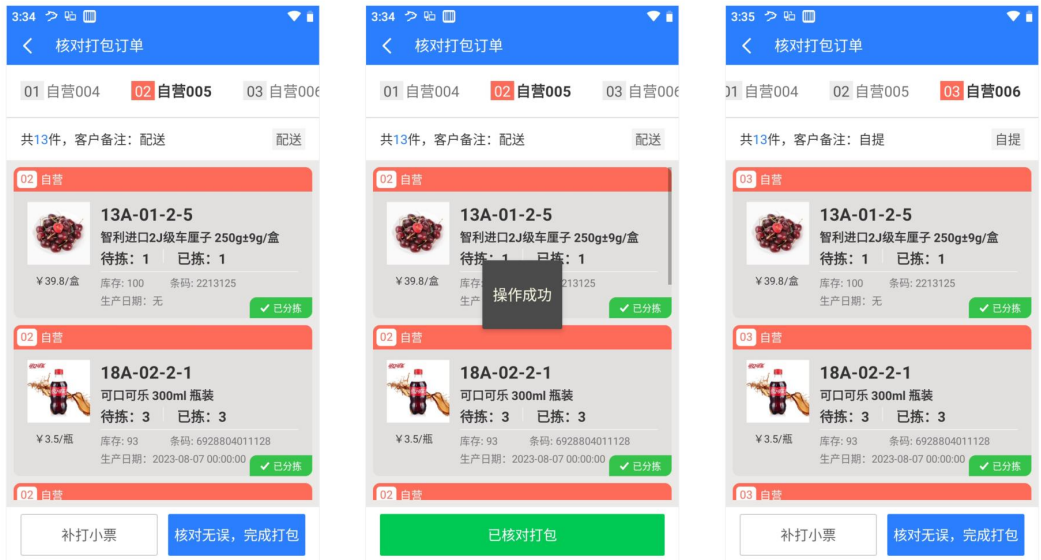 3:34
核对打包订单
01 自营004 02 自营005 03 自营006
共13件，客户备注：配送 配送
02 自营
13A-01-2-5
智利进口2J级车厘子 250g±9g/盒
待拣：1 已拣：1
￥39.8/盒 库存: 100 条码: 2213125
生产日期：无
已分拣
02 自营
18A-02-2-1
可口可乐 300ml 瓶装
待拣：3 已拣：3
￥3.5/瓶 库存: 93 条码: 6928804011128
生产日期：2023-08-07 00:00:00
已分拣
02 自营
补打小票 核对无误，完成打包
3:34
核对打包订单
01 自营004 02 自营005 03 自营006
共13件，客户备注：配送 配送
02 自营
13A-01-2-5
智利进口2J级车厘子 250g±9g/盒
待拣：1 已拣：1
￥39.8/盒 库存: 100
生产
操作成功
已分拣
02 自营
18A-02-2-1
可口可乐 300ml 瓶装
待拣：3 已拣：3
￥3.5/瓶 库存: 93 条码: 6928804011128
生产日期：2023-08-07 00:00:00
已分拣
02 自营
已核对打包
3:35
核对打包订单
01 自营004 02 自营005 03 自营006
共13件，客户备注：自提 自提
03 自营
13A-01-2-5
智利进口2J级车厘子 250g±9g/盒
待拣：1 已拣：1
￥39.8/盒 库存: 100 条码: 2213125
生产日期：无
已分拣
03 自营
18A-02-2-1
可口可乐 300ml 瓶装
待拣：3 已拣：3
￥3.5/瓶 库存: 93 条码: 6928804011128
生产日期：2023-08-07 00:00:00
已分拣
03 自营
补打小票 核对无误，完成打包